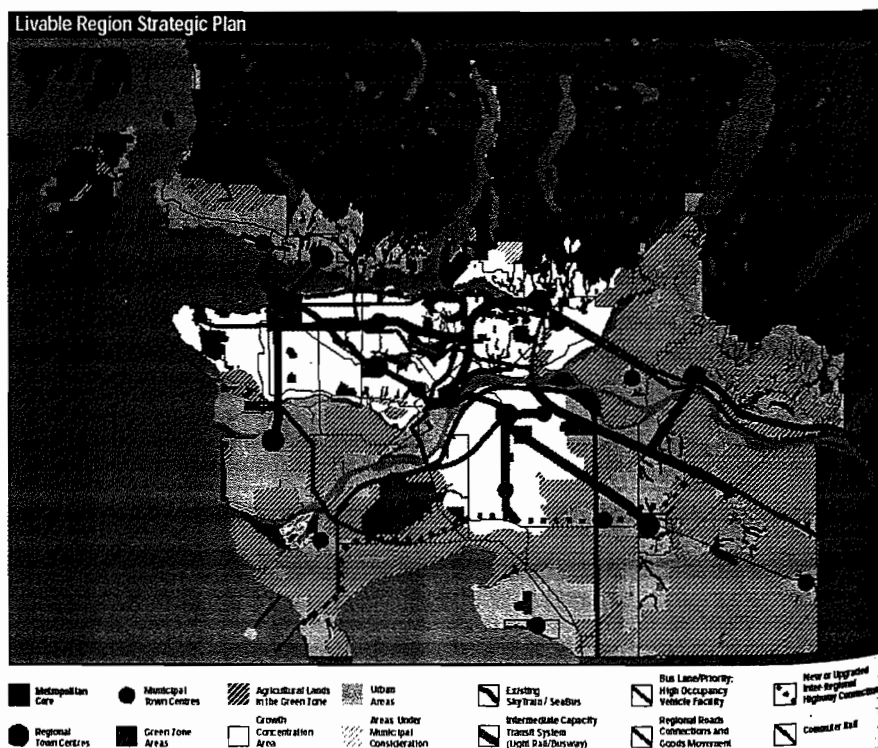 Livable Region Strategic Plan
Metropolitan
Core
Municipal
Town Centres
Agricultural Lands
in the Green Zone
Urban
Areas
Existing
SkyTrain / SeaBus
Bus Lane/Priority;
High Occupancy
Vehicle Facility
New or Upgraded
Inter-Regional
Highway Connections
Regional
Town Centres
Green Zone
Areas
Growth
Concentration
Area
Areas Under
Municipal
Consideration
Intermediate Capacity
Transit System
(Light Rail/Busway)
Regional Roads
Connections and
Goods Movement
Commuter Rail